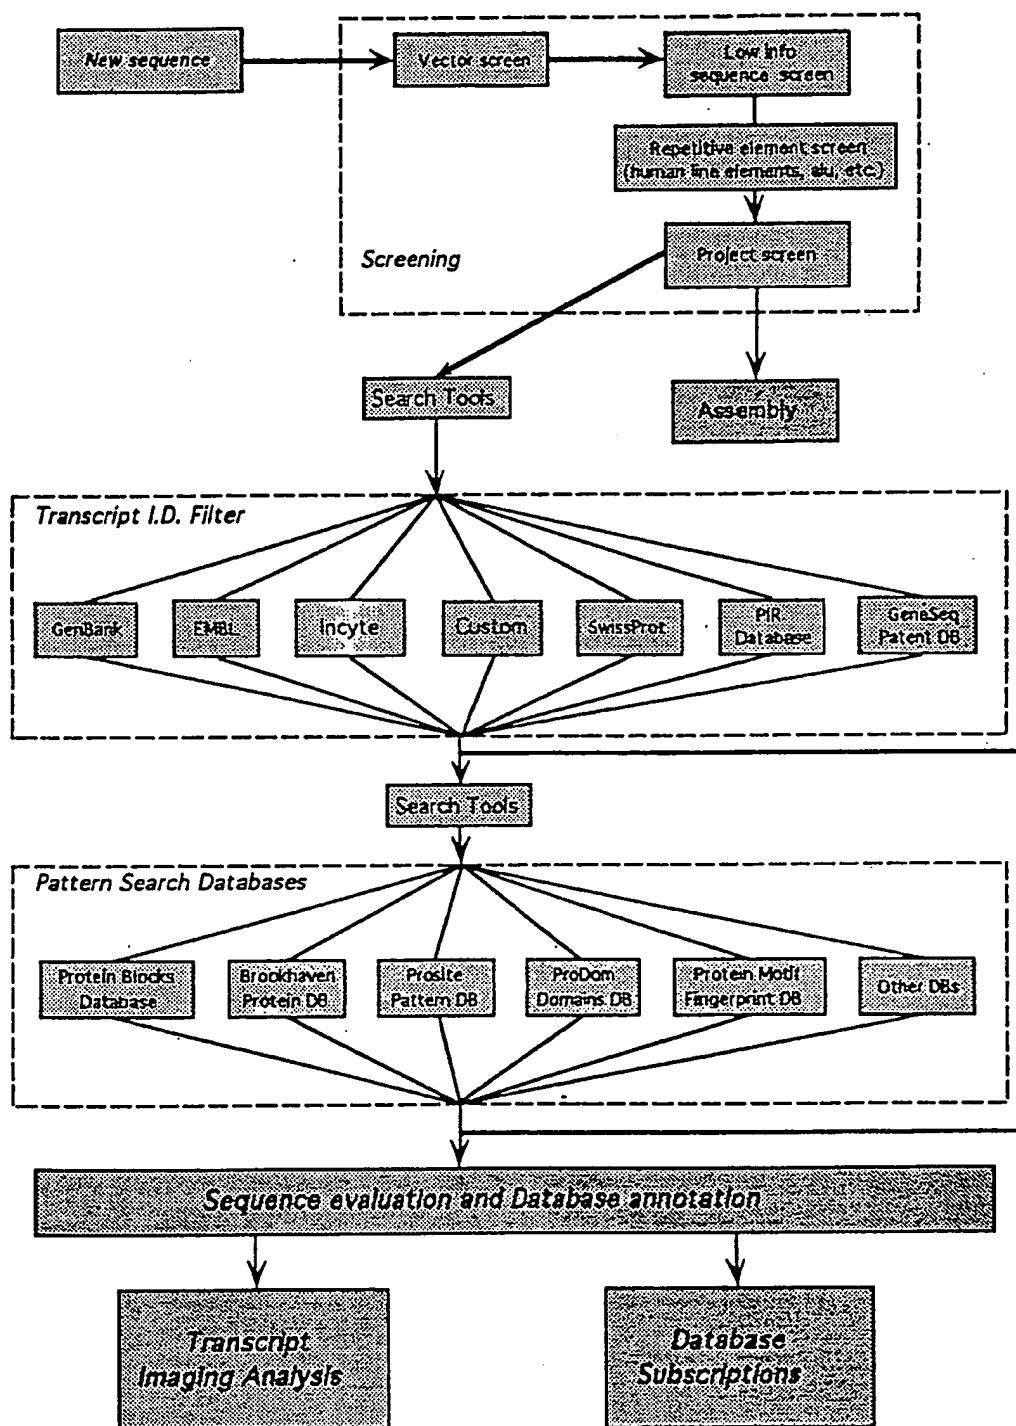 New sequence
Vector screen
Low info
sequence screen
Repetitive element screen
(human line elements, alu, etc.)
Project screen
Screening
Search Tools
Assembly
Transcript I.D. Filter
GenBank
EMBL
Incyte
Custom
SwissProt
PIR
Database
GeneSeq
Patent DB
Search Tools
Pattern Search Databases
Protein Blocks
Database
Brookhaven
Protein DB
Prosite
Pattern DB
ProDom
Domains DB
Protein Motif
Fingerprint DB
Other DBs
Sequence evaluation and Database annotation
Transcript
Imaging Analysis
Database
Subscriptions